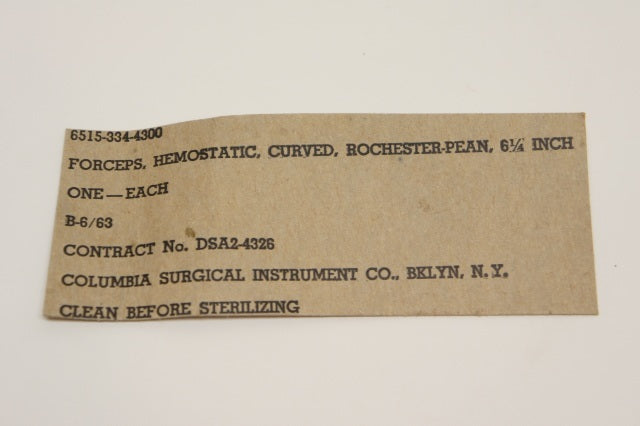 6515-334-4300
FORCEPS, HEMOSTATIC, CURVED, ROCHESTER-PEAN, 6¼ INCH
ONE — EACH
B-6/63
CONTRACT No. DSA2-4326
COLUMBIA SURGICAL INSTRUMENT CO., BKLYN, N.Y.
CLEAN BEFORE STERILIZING